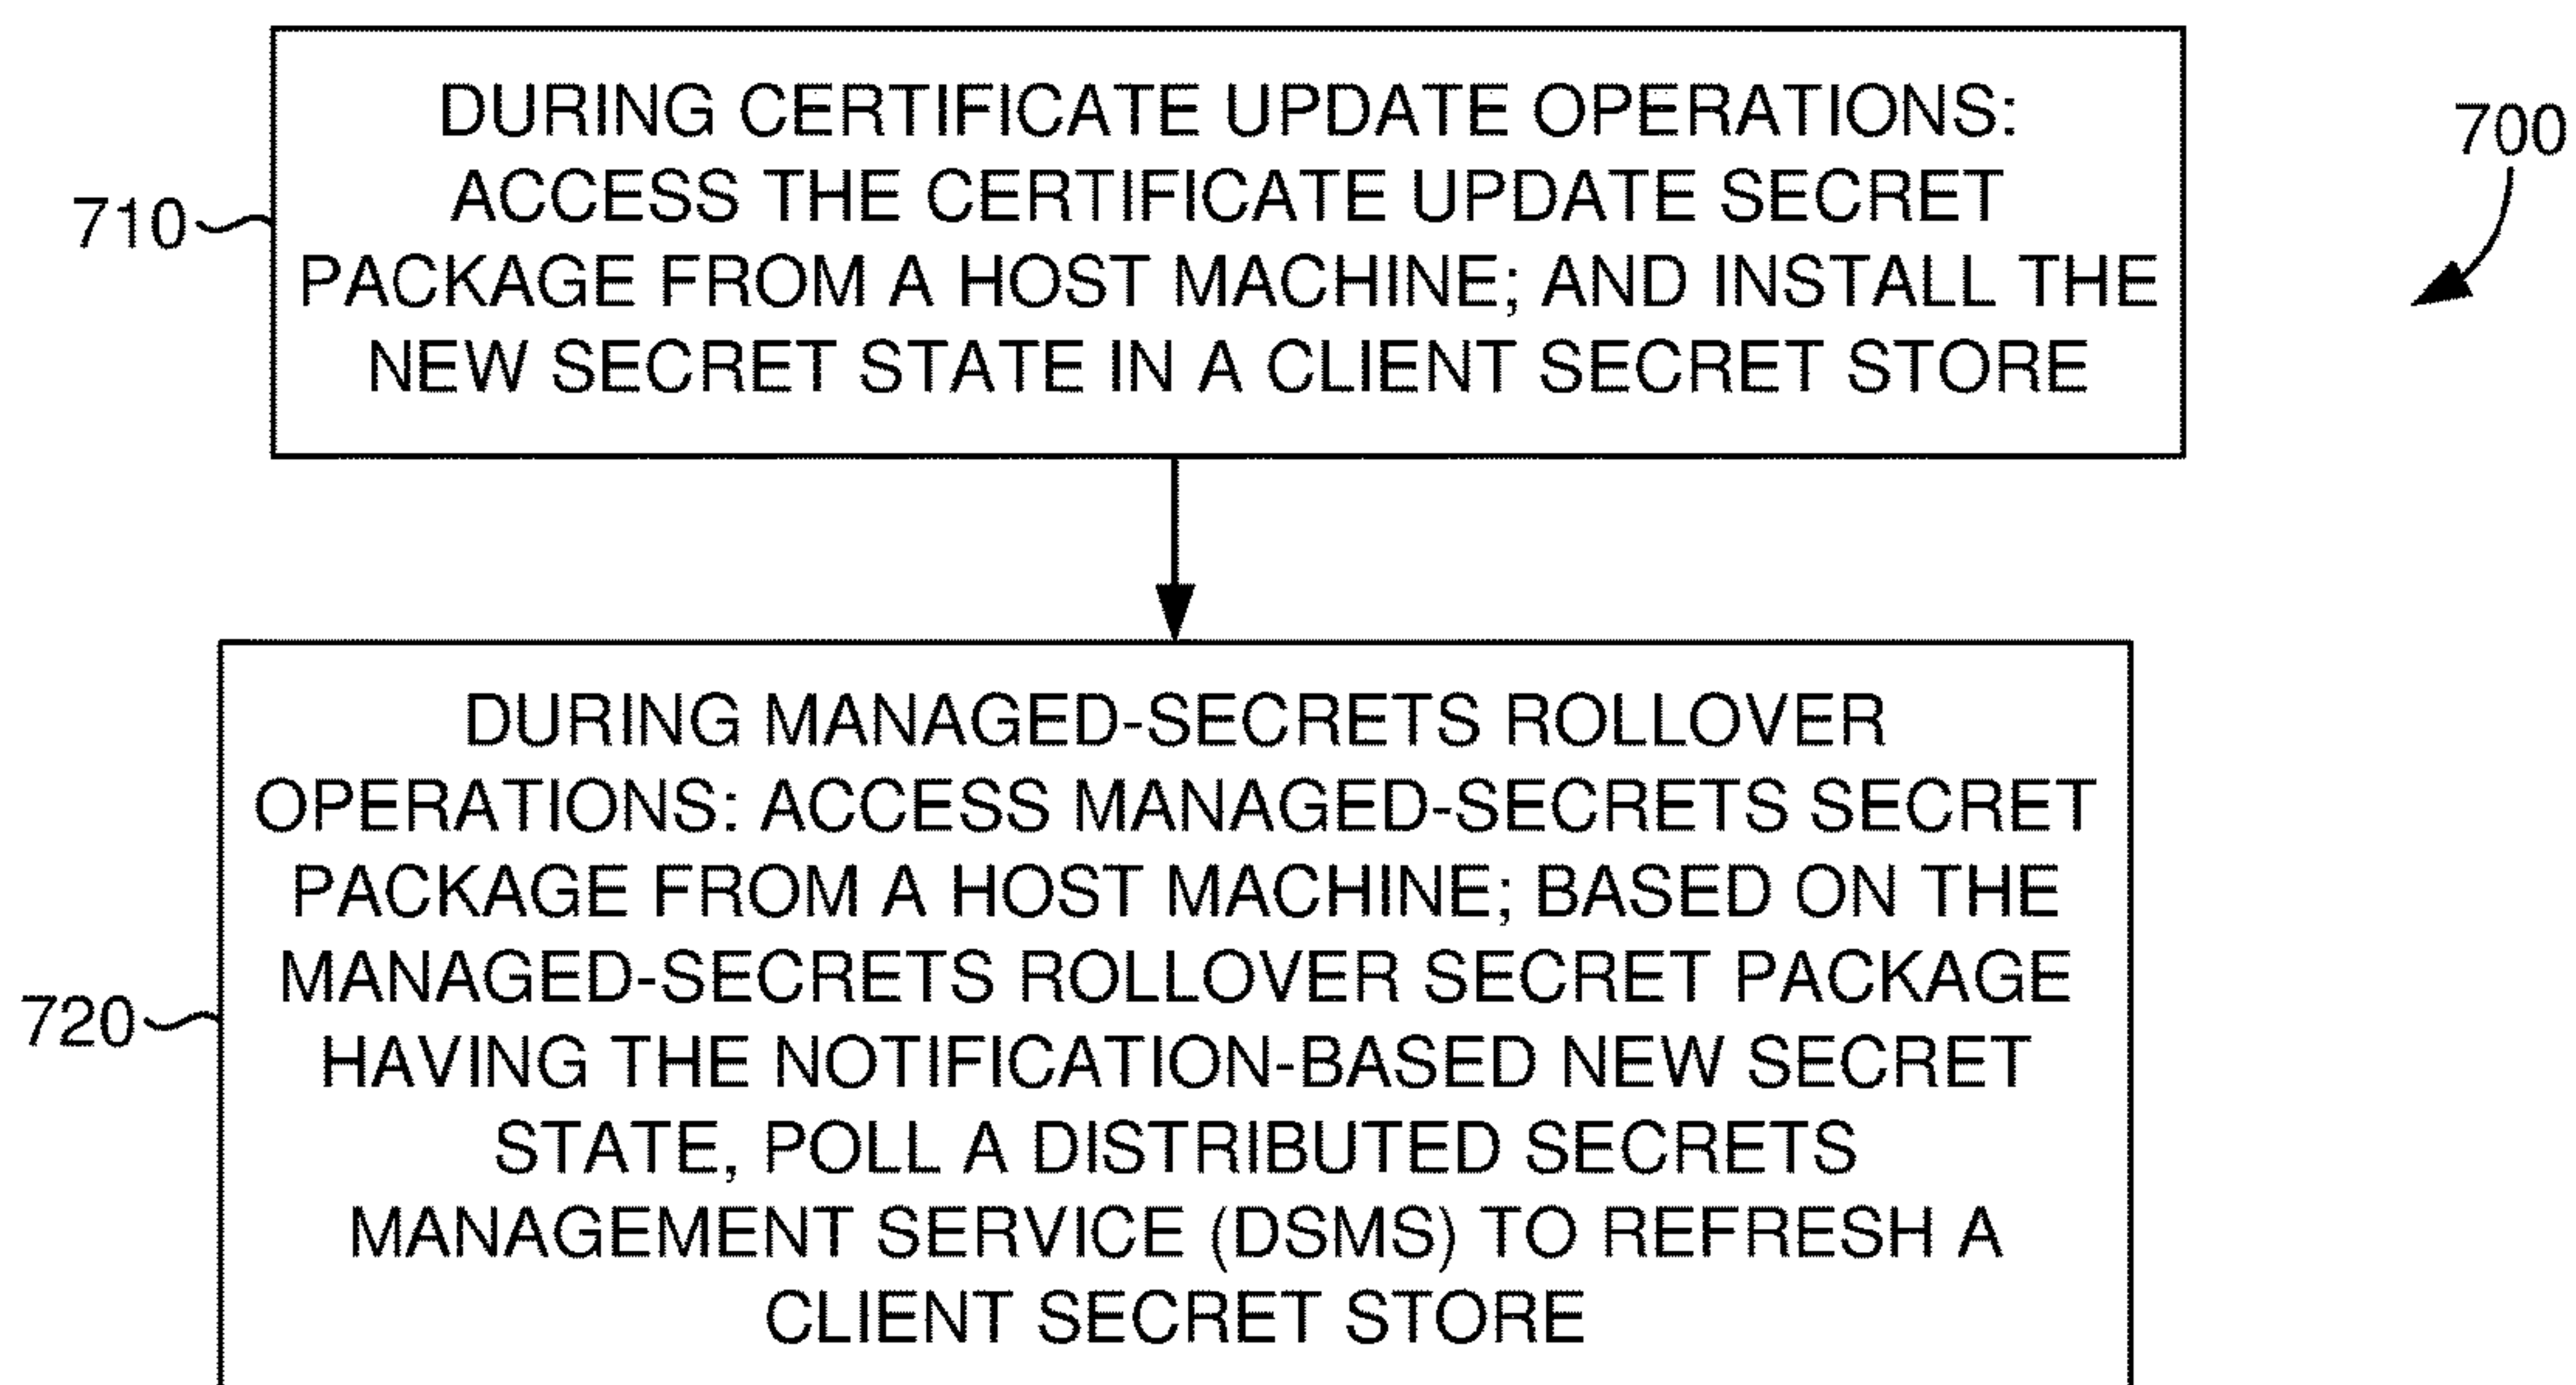 DURING CERTIFICATE UPDATE OPERATIONS:
ACCESS THE CERTIFICATE UPDATE SECRET
PACKAGE FROM A HOST MACHINE; AND INSTALL THE
NEW SECRET STATE IN A CLIENT SECRET STORE
710
700
DURING MANAGED-SECRETS ROLLOVER
OPERATIONS: ACCESS MANAGED-SECRETS SECRET
PACKAGE FROM A HOST MACHINE; BASED ON THE
MANAGED-SECRETS ROLLOVER SECRET PACKAGE
HAVING THE NOTIFICATION-BASED NEW SECRET
STATE, POLL A DISTRIBUTED SECRETS
MANAGEMENT SERVICE (DSMS) TO REFRESH A
CLIENT SECRET STORE
720